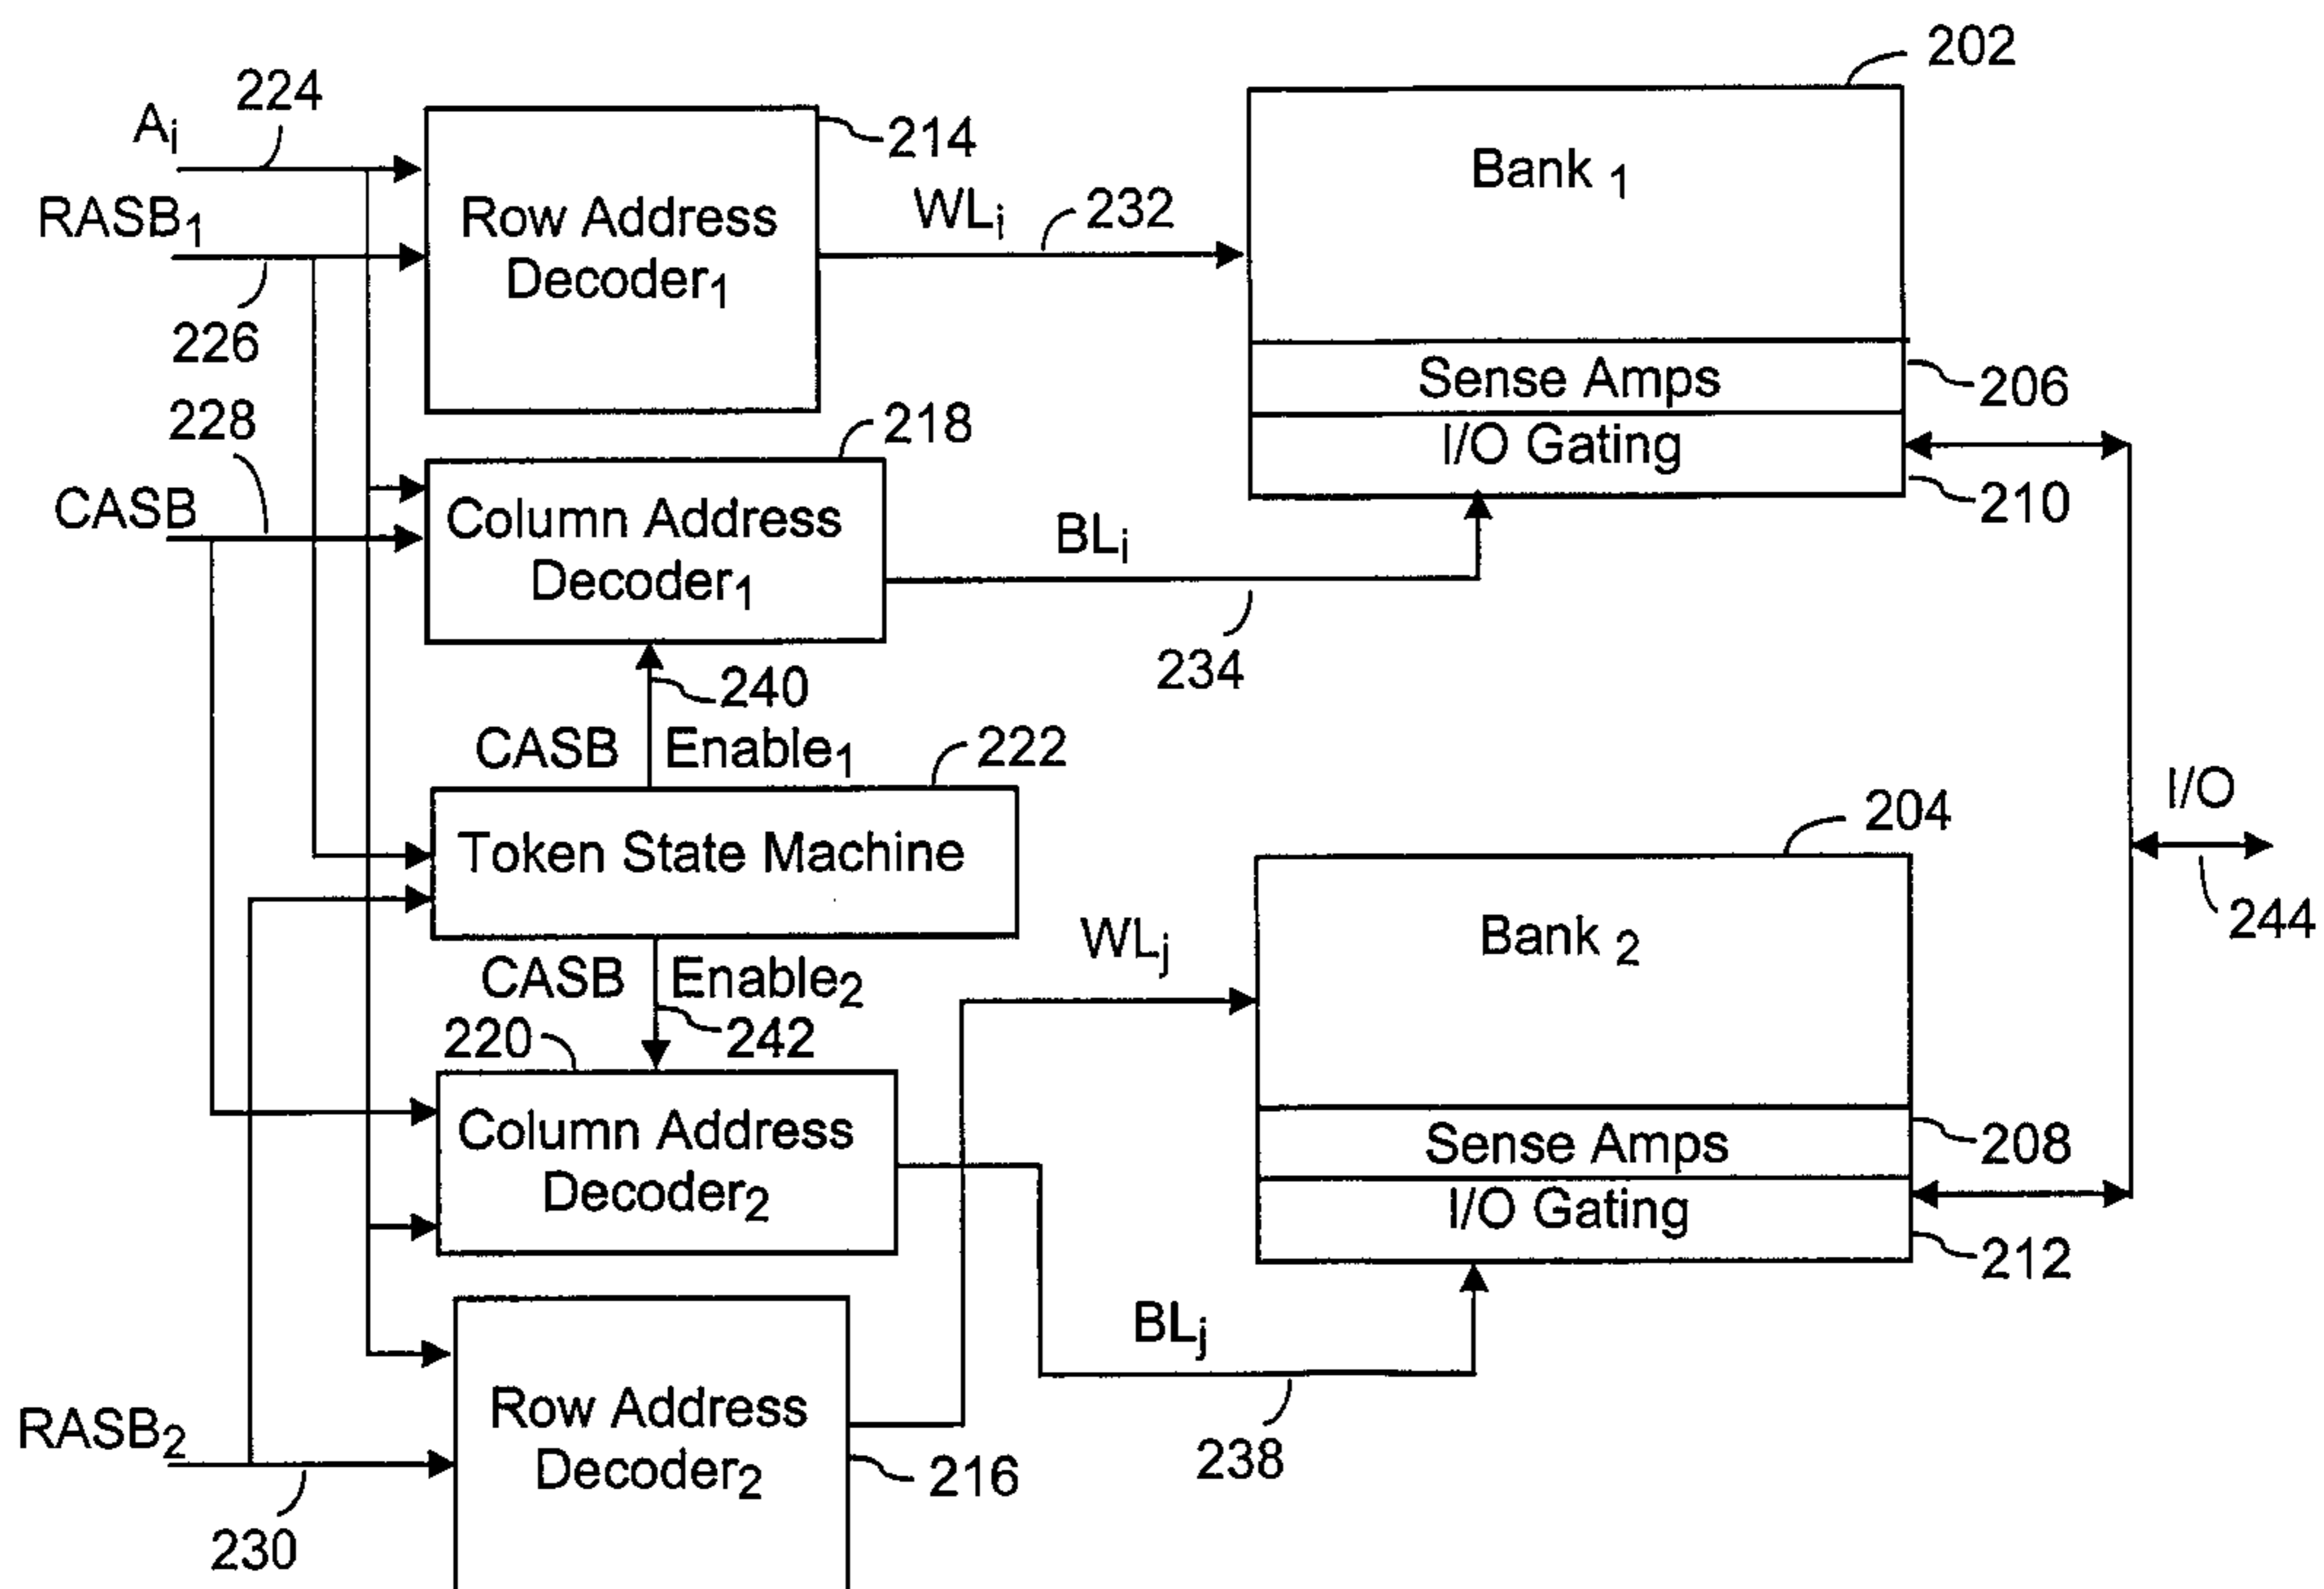 202
224
Aᵢ
214
Bank ₁
Row Address
Decoder₁
WLᵢ
232
RASB₁
226
Sense Amps
206
228
218
I/O Gating
210
CASB
Column Address
Decoder₁
BLᵢ
234
240
CASB Enable₁
222
I/O
204
Token State Machine
244
WLⱼ
Bank ₂
CASB Enable₂
220
242
Column Address
Decoder₂
Sense Amps
208
I/O Gating
212
BLⱼ
Row Address
Decoder₂
RASB₂
238
216
230